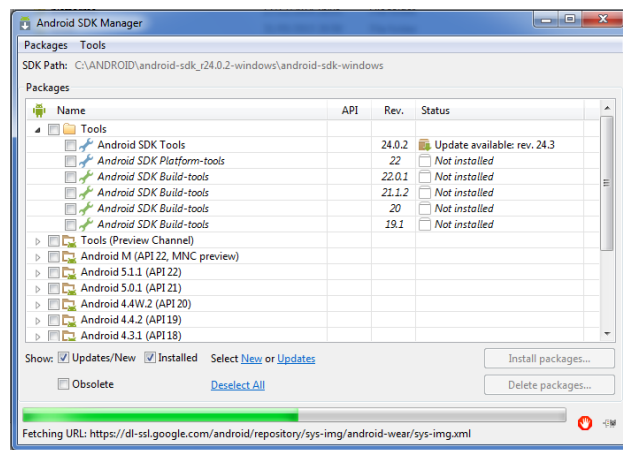 Android SDK Manager
Packages Tools
SDK Path: C:\ANDROID\android-sdk_r24.0.2-windows\android-sdk-windows
Packages
Name API Rev. Status
Tools
Android SDK Tools 24.0.2 Update available: rev. 24.3
Android SDK Platform-tools 22 Not installed
Android SDK Build-tools 22.0.1 Not installed
Android SDK Build-tools 21.1.2 Not installed
Android SDK Build-tools 20 Not installed
Android SDK Build-tools 19.1 Not installed
Tools (Preview Channel)
Android M (API 22, MNC preview)
Android 5.1.1 (API 22)
Android 5.0.1 (API 21)
Android 4.4W.2 (API 20)
Android 4.4.2 (API 19)
Android 4.3.1 (API 18)
Show: Updates/New Installed Select New or Updates Install packages...
Obsolete Deselect All Delete packages...
Fetching URL: https://dl-ssl.google.com/android/repository/sys-img/android-wear/sys-img.xml